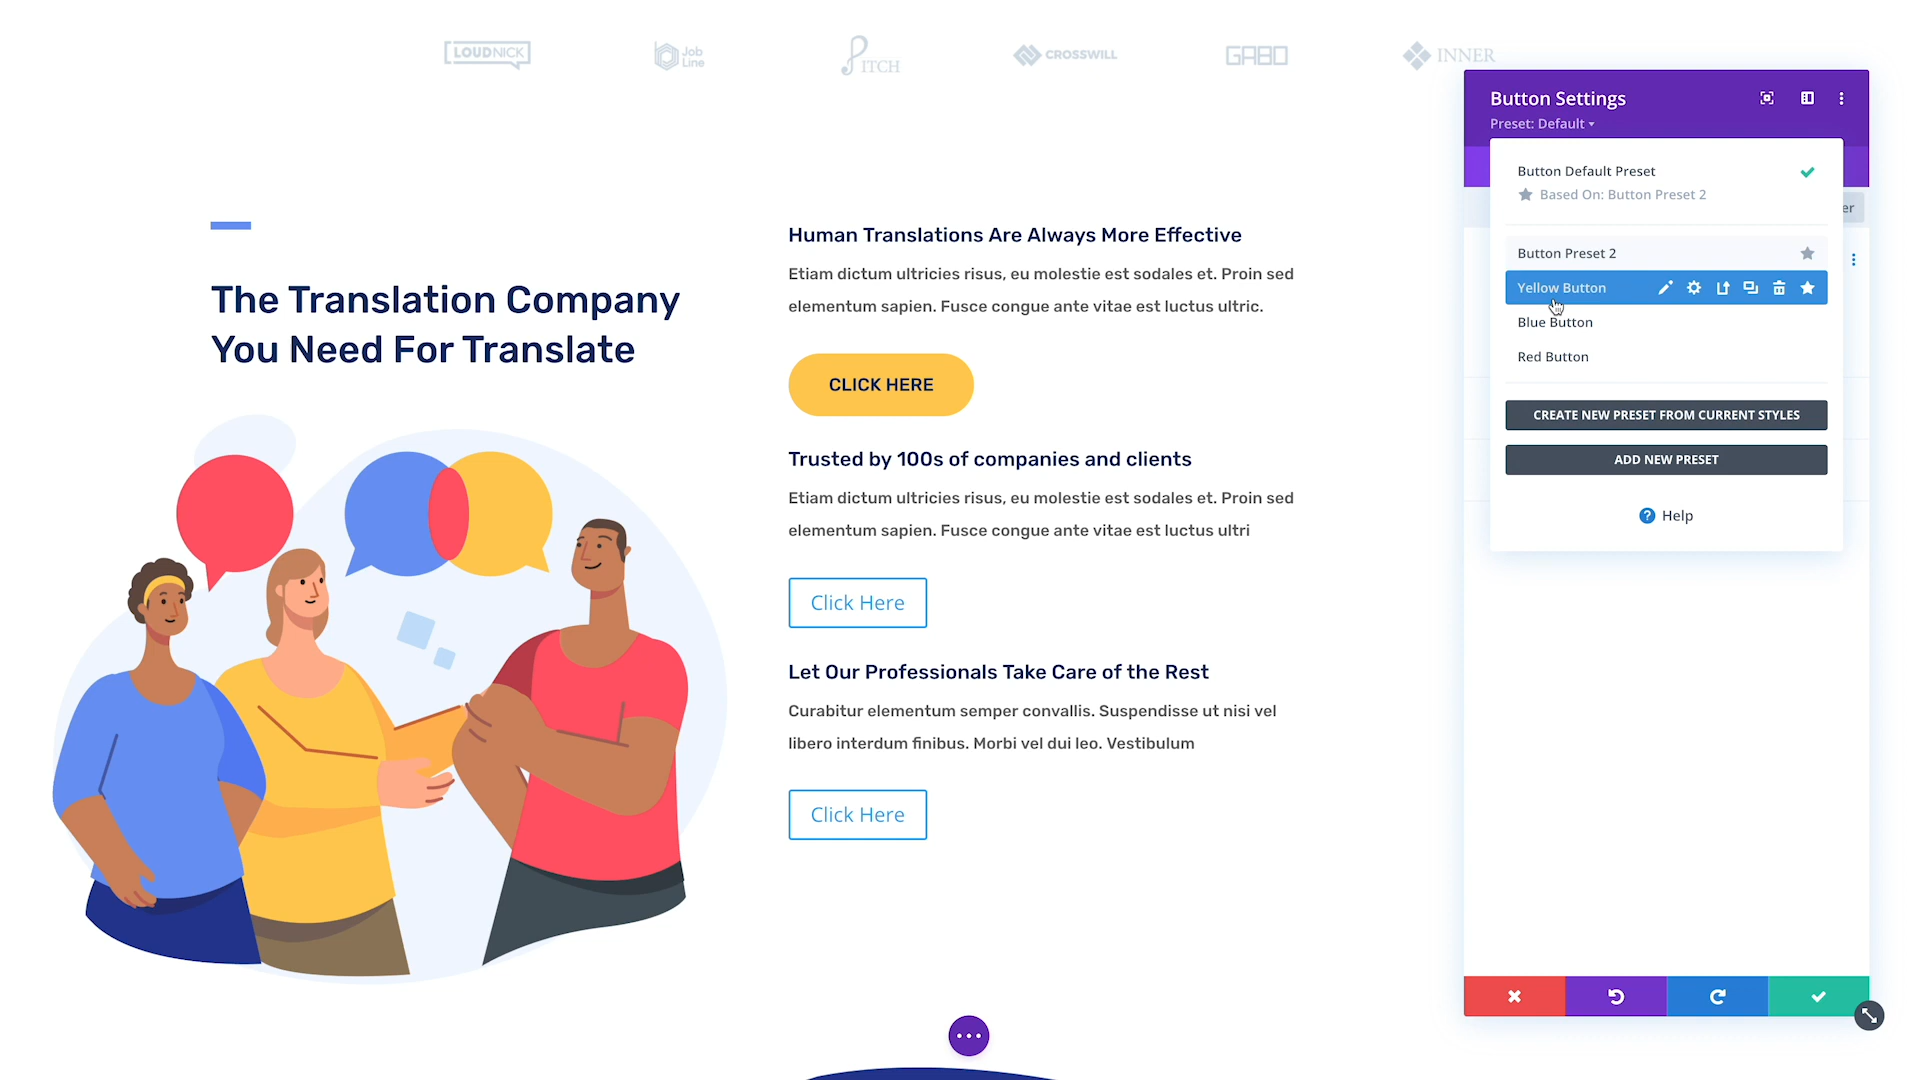 LOUDNICK
Job
Line
PITCH
CROSSWILL
GABO
INNER
Button Settings
Preset: Default
Button Default Preset
Based On: Button Preset 2
er
Button Preset 2
Yellow Button
Blue Button
Red Button
CREATE NEW PRESET FROM CURRENT STYLES
ADD NEW PRESET
? Help
The Translation Company
You Need For Translate
Human Translations Are Always More Effective
Etiam dictum ultricies risus, eu molestie est sodales et. Proin sed
elementum sapien. Fusce congue ante vitae est luctus ultric.
CLICK HERE
Trusted by 100s of companies and clients
Etiam dictum ultricies risus, eu molestie est sodales et. Proin sed
elementum sapien. Fusce congue ante vitae est luctus ultri
Click Here
Let Our Professionals Take Care of the Rest
Curabitur elementum semper convallis. Suspendisse ut nisi vel
libero interdum finibus. Morbi vel dui leo. Vestibulum
Click Here